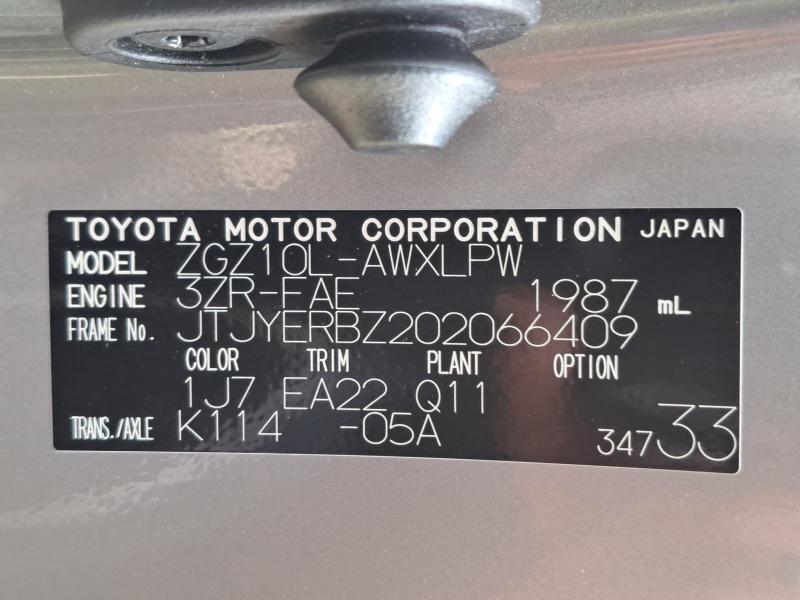 TOYOTA MOTOR CORPORATION JAPAN
MODEL ZGZ10L-AWXLPW
ENGINE 3ZR-FAE 1987 mL
FRAME No. JTJYERBZ202066409
COLOR TRIM PLANT OPTION
1J7 EA22 Q11
TRANS./AXLE K114 -05A
34733